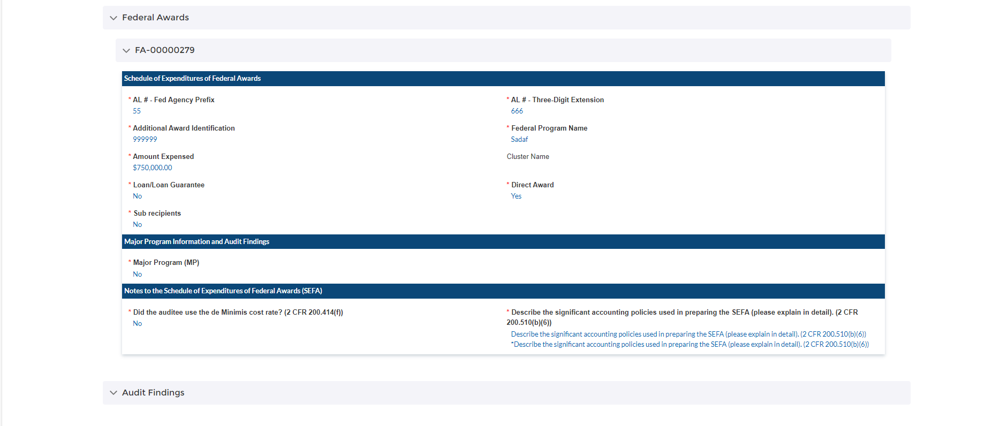 Federal Awards
FA-00000279
Schedule of Expenditures of Federal Awards
* AL # - Fed Agency Prefix
55
* AL # - Three-Digit Extension
666
* Additional Award Identification
999999
* Federal Program Name
Sadaf
* Amount Expensed
$750,000.00
Cluster Name
* Loan/Loan Guarantee
No
* Direct Award
Yes
* Sub recipients
No
Major Program Information and Audit Findings
* Major Program (MP)
No
Notes to the Schedule of Expenditures of Federal Awards (SEFA)
* Did the auditee use the de Minimis cost rate? (2 CFR 200.414(f))
No
* Describe the significant accounting policies used in preparing the SEFA (please explain in detail). (2 CFR
200.510(b)(6))
Describe the significant accounting policies used in preparing the SEFA (please explain in detail). (2 CFR 200.510(b)(6))
*Describe the significant accounting policies used in preparing the SEFA (please explain in detail). (2 CFR 200.510(b)(6))
Audit Findings